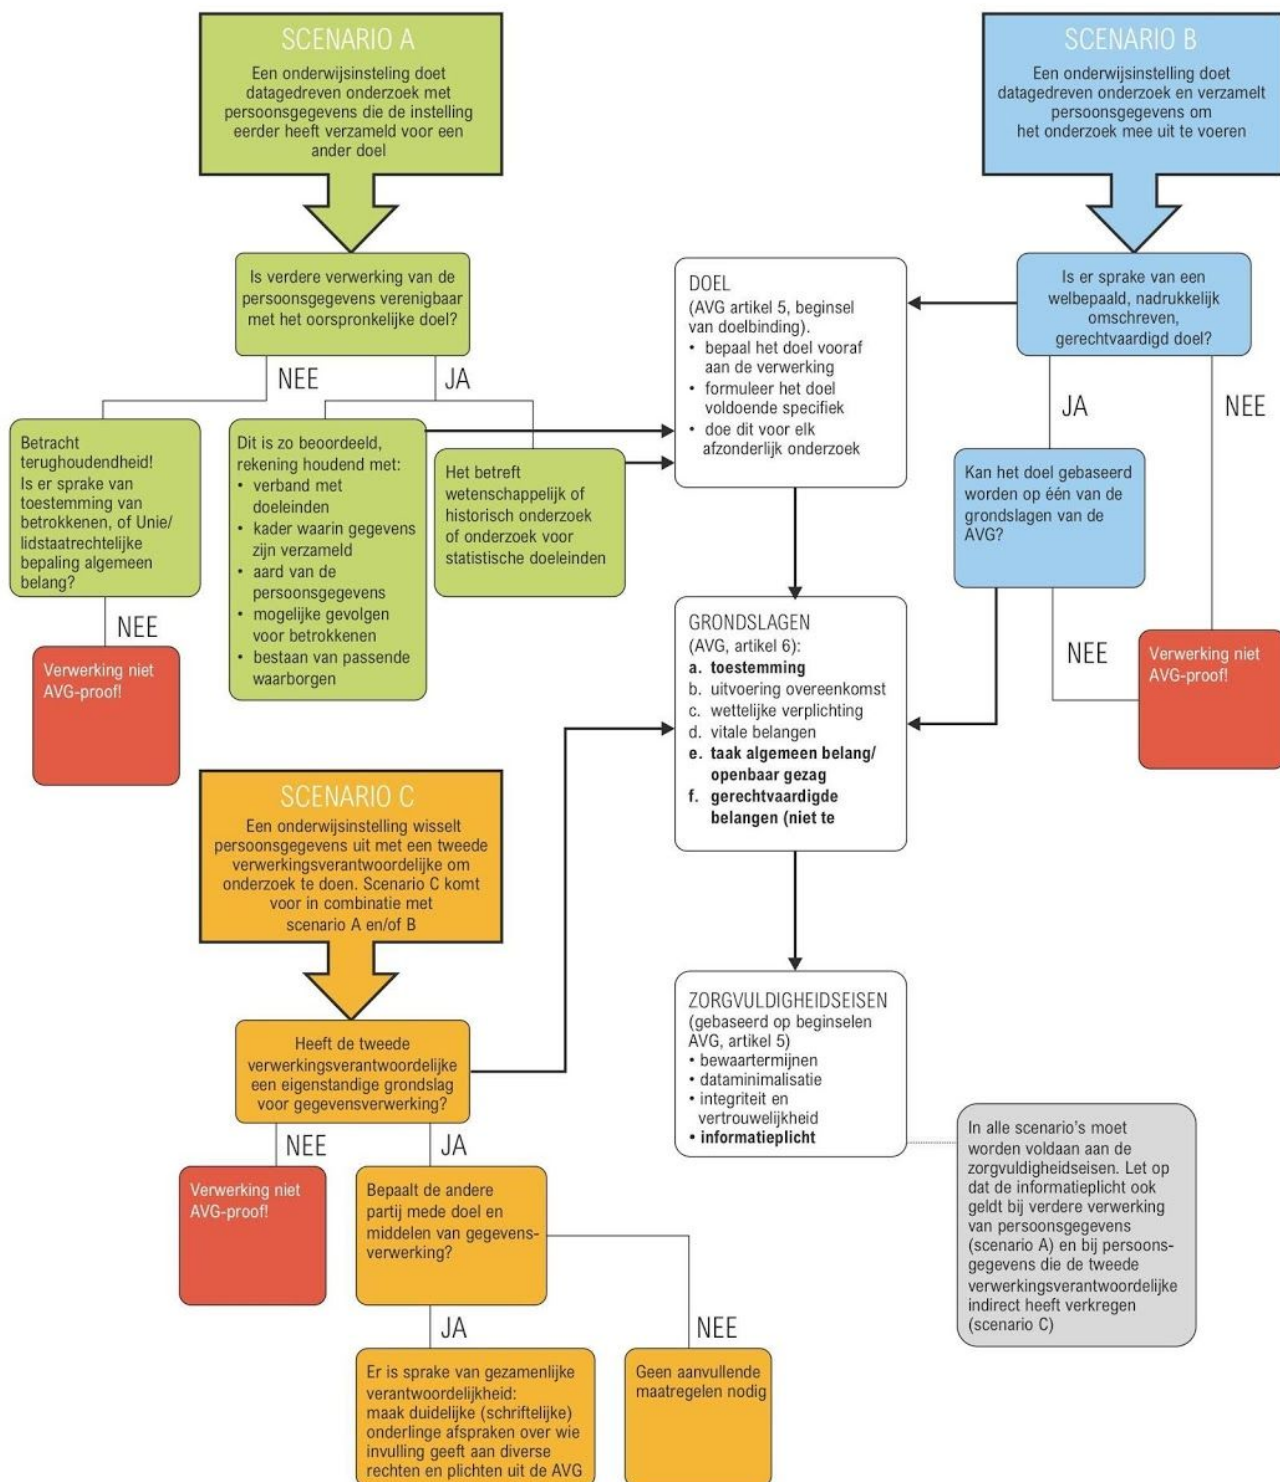 SCENARIO A
Een onderwijsinsteling doet
datagedreven onderzoek met
persoonsgegevens die de instelling
eerder heeft verzameld voor een
ander doel
SCENARIO B
Een onderwijsinstelling doet
datagedreven onderzoek en verzamelt
persoonsgegevens om
het onderzoek mee uit te voeren
Is verdere verwerking van de
persoonsgegevens verenigbaar
met het oorspronkelijke doel?
NEE
JA
Betracht
terughoudendheid!
Is er sprake van
toestemming van
betrokkenen, of Unie/
lidstaatrechtelijke
bepaling algemeen
belang?
NEE
Verwerking niet
AVG-proof!
Dit is zo beoordeeld,
rekening houdend met:
• verband met
doeleinden
• kader waarin gegevens
zijn verzameld
• aard van de
persoonsgegevens
• mogelijke gevolgen
voor betrokkenen
• bestaan van passende
waarborgen
Het betreft
wetenschappelijk of
historisch onderzoek
of onderzoek voor
statistische doeleinden
DOEL
(AVG artikel 5, beginsel
van doelbinding).
• bepaal het doel vooraf
aan de verwerking
• formuleer het doel
voldoende specifiek
• doe dit voor elk
afzonderlijk onderzoek
Is er sprake van een
welbepaald, nadrukkelijk
omschreven,
gerechtvaardigd doel?
JA
NEE
Kan het doel gebaseerd
worden op één van de
grondslagen van de
AVG?
NEE
Verwerking niet
AVG-proof!
GRONDSLAGEN
(AVG, artikel 6):
a. toestemming
b. uitvoering overeenkomst
c. wettelijke verplichting
d. vitale belangen
e. taak algemeen belang/
openbaar gezag
f. gerechtvaardigde
belangen (niet te
SCENARIO C
Een onderwijsinstelling wisselt
persoonsgegevens uit met een tweede
verwerkingsverantwoordelijke om
onderzoek te doen. Scenario C komt
voor in combinatie met
scenario A en/of B
Heeft de tweede
verwerkingsverantwoordelijke
een eigenstandige grondslag
voor gegevensverwerking?
NEE
JA
Verwerking niet
AVG-proof!
Bepaalt de andere
partij mede doel en
middelen van gegevens-
verwerking?
JA
NEE
Er is sprake van gezamenlijke
verantwoordelijkheid:
maak duidelijke (schriftelijke)
onderlinge afspraken over wie
invulling geeft aan diverse
rechten en plichten uit de AVG
Geen aanvullende
maatregelen nodig
ZORGVULDIGHEIDSEISEN
(gebaseerd op beginselen
AVG, artikel 5)
• bewaartermijnen
• dataminimalisatie
• integriteit en
vertrouwelijkheid
• informatieplicht
In alle scenario's moet
worden voldaan aan de
zorgvuldigheidseisen. Let op
dat de informatieplicht ook
geldt bij verdere verwerking
van persoonsgegevens
(scenario A) en bij persoons-
gegevens die de tweede
verwerkingsverantwoordelijke
indirect heeft verkregen
(scenario C)